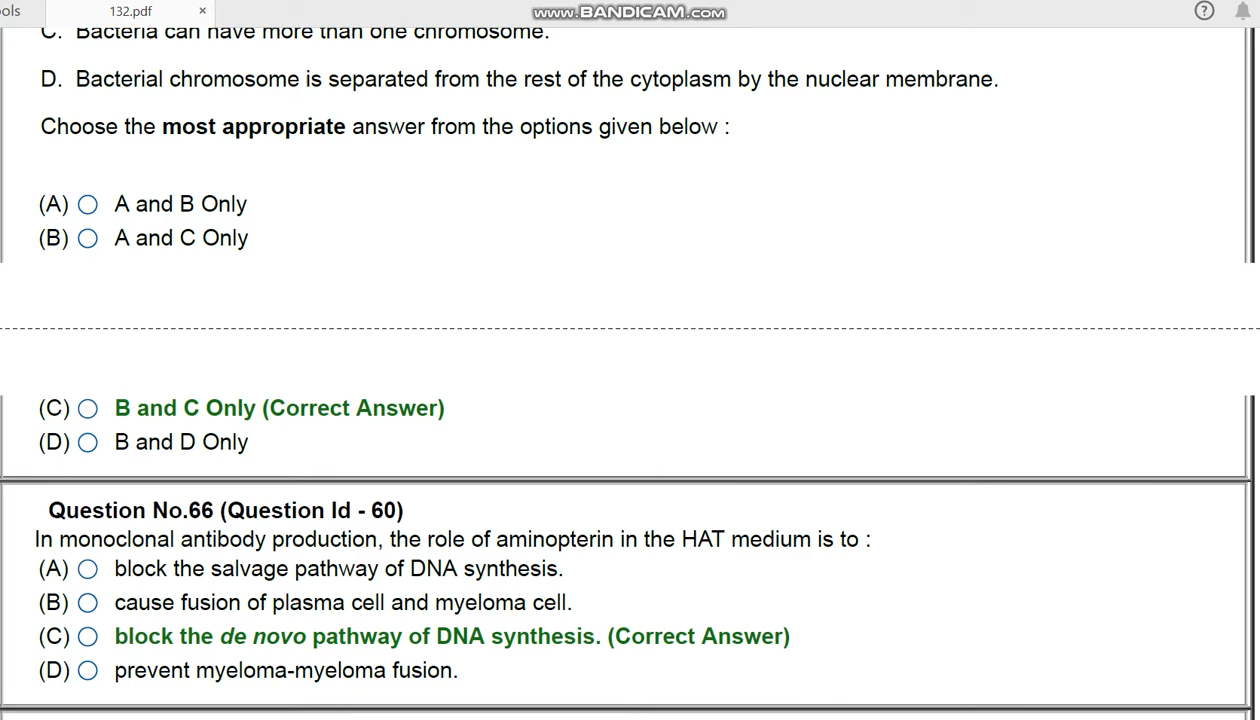 ols
132.pdf
×
www.BANDICAM.com
?
C. Bacteria can have more than one chromosome.
D. Bacterial chromosome is separated from the rest of the cytoplasm by the nuclear membrane.
Choose the most appropriate answer from the options given below :
(A) A and B Only
(B) A and C Only
(C) B and C Only (Correct Answer)
(D) B and D Only
Question No.66 (Question Id - 60)
In monoclonal antibody production, the role of aminopterin in the HAT medium is to :
(A) block the salvage pathway of DNA synthesis.
(B) cause fusion of plasma cell and myeloma cell.
(C) block the de novo pathway of DNA synthesis. (Correct Answer)
(D) prevent myeloma-myeloma fusion.